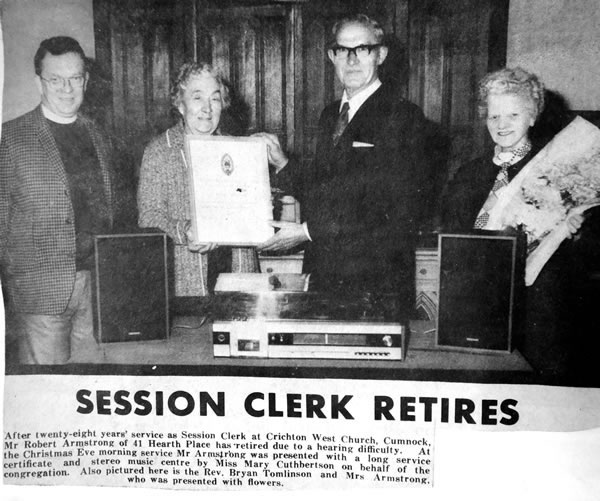 SESSION CLERK RETIRES
After twenty-eight years' service as Session Clerk at Crichton West Church, Cumnock,
Mr Robert Armstrong of 41 Hearth Place has retired due to a hearing difficulty. At
the Christmas Eve morning service Mr Armstrong was presented with a long service
certificate and stereo music centre by Miss Mary Cuthbertson on behalf of the
congregation. Also pictured here is the Rev. Bryan Tomlinson and Mrs Armstrong,
who was presented with flowers.